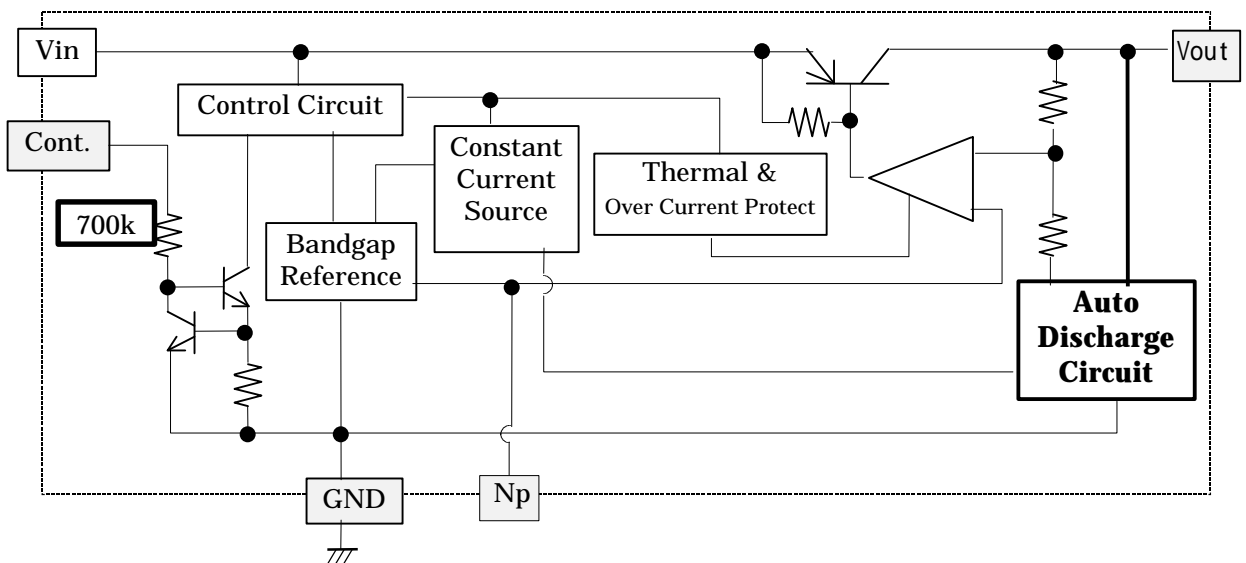 Vin
Vout
Control Circuit
Cont.
Constant
Current
Source
Thermal &
Over Current Protect
700k
Bandgap
Reference
Auto
Discharge
Circuit
GND
Np